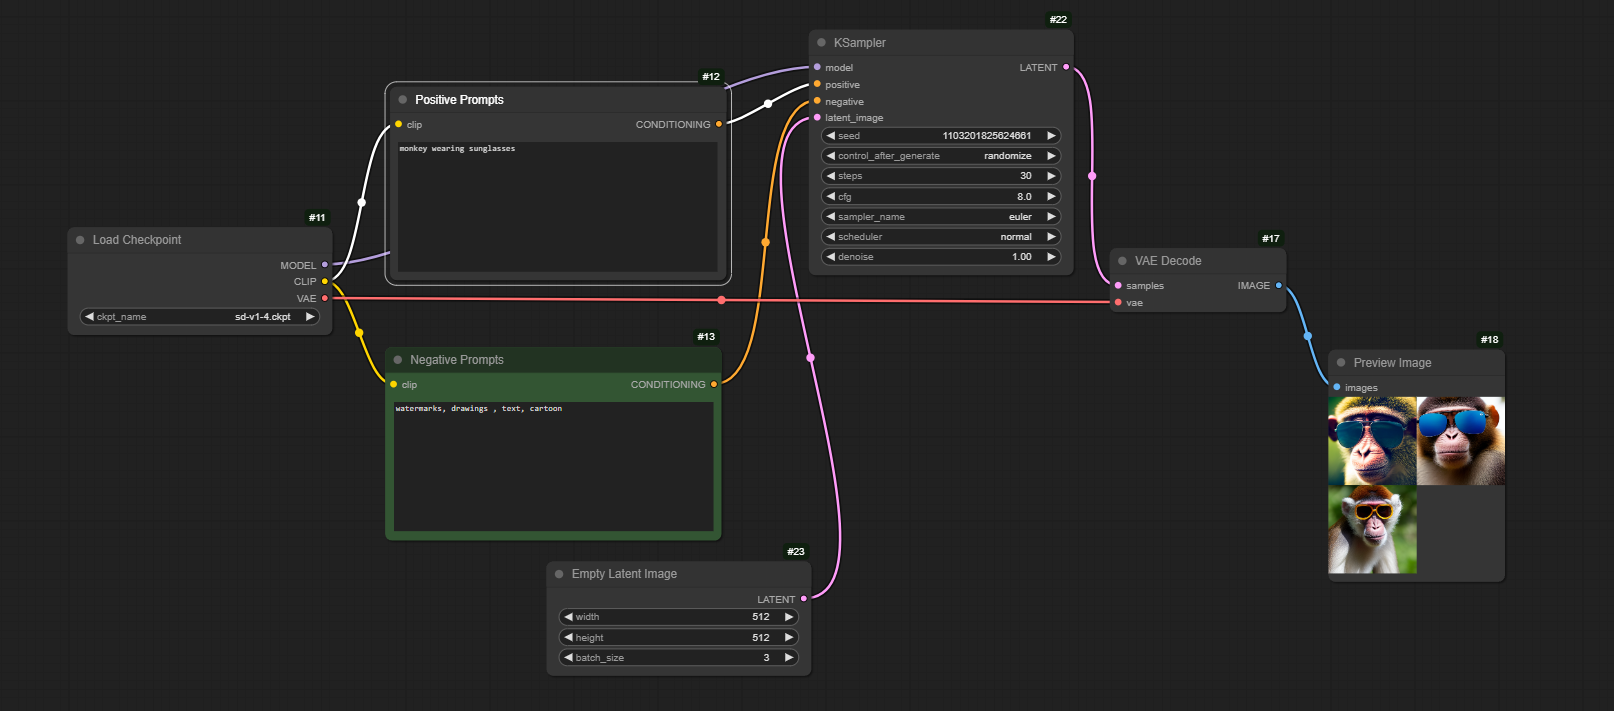 #22
KSampler
model
LATENT
positive
negative
latent_image
seed 1103201825624661
control_after_generate randomize
steps 30
cfg 8.0
sampler_name euler
scheduler normal
denoise 1.00
#12
Positive Prompts
clip
CONDITIONING
monkey wearing sunglasses
#11
Load Checkpoint
MODEL
CLIP
VAE
ckpt_name sd-v1-4.ckpt
#17
VAE Decode
samples
IMAGE
vae
#13
Negative Prompts
clip
CONDITIONING
watermarks, drawings , text, cartoon
#18
Preview Image
images
#23
Empty Latent Image
LATENT
width 512
height 512
batch_size 3